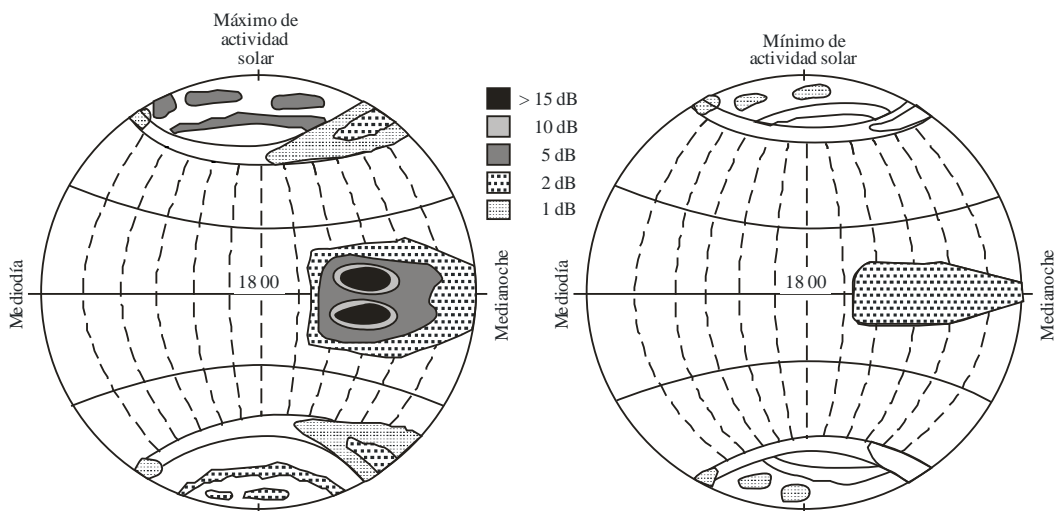 Máximo de
actividad
solar
Mediodía
18 00
Medianoche
> 15 dB
10 dB
5 dB
2 dB
1 dB
Mínimo de
actividad solar
Mediodía
18 00
Medianoche